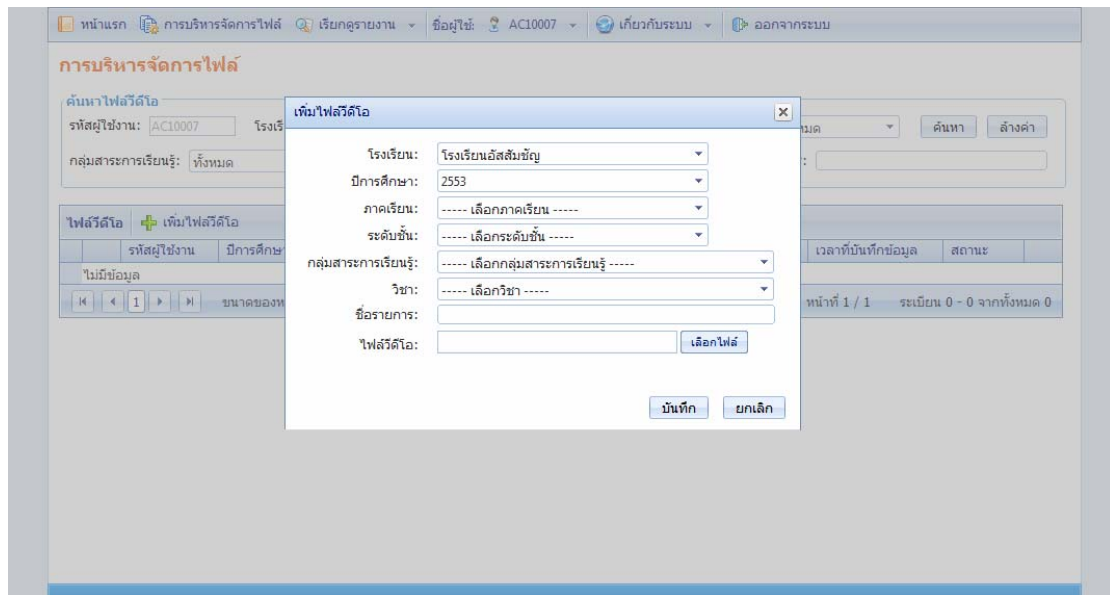 หน้าแรก การบริหารจัดการไฟล์ เรียกดูรายงาน ชื่อผู้ใช้: AC10007 เกี่ยวกับระบบ ออกจากระบบ
การบริหารจัดการไฟล์
ค้นหาไฟล์วีดีโอ
รหัสผู้ใช้งาน: AC10007 ค้นหา ล้างค่า
กลุ่มสาระการเรียนรู้: ทั้งหมด
ไฟล์วีดีโอ เพิ่มไฟล์วีดีโอ
รหัสผู้ใช้งาน เวลาที่บันทึกข้อมูล สถานะ
ไม่มีข้อมูล
1 หน้าที่ 1 / 1 ระเบียน 0 - 0 จากทั้งหมด 0
เพิ่มไฟล์วีดีโอ
โรงเรียน: โรงเรียนอัสสัมชัญ
ปีการศึกษา: 2553
ภาคเรียน: ----- เลือกภาคเรียน -----
ระดับชั้น: ----- เลือกระดับชั้น -----
กลุ่มสาระการเรียนรู้: ----- เลือกกลุ่มสาระการเรียนรู้ -----
วิชา: ----- เลือกวิชา -----
ชื่อรายการ:
ไฟล์วีดีโอ: เลือกไฟล์
บันทึก ยกเลิก